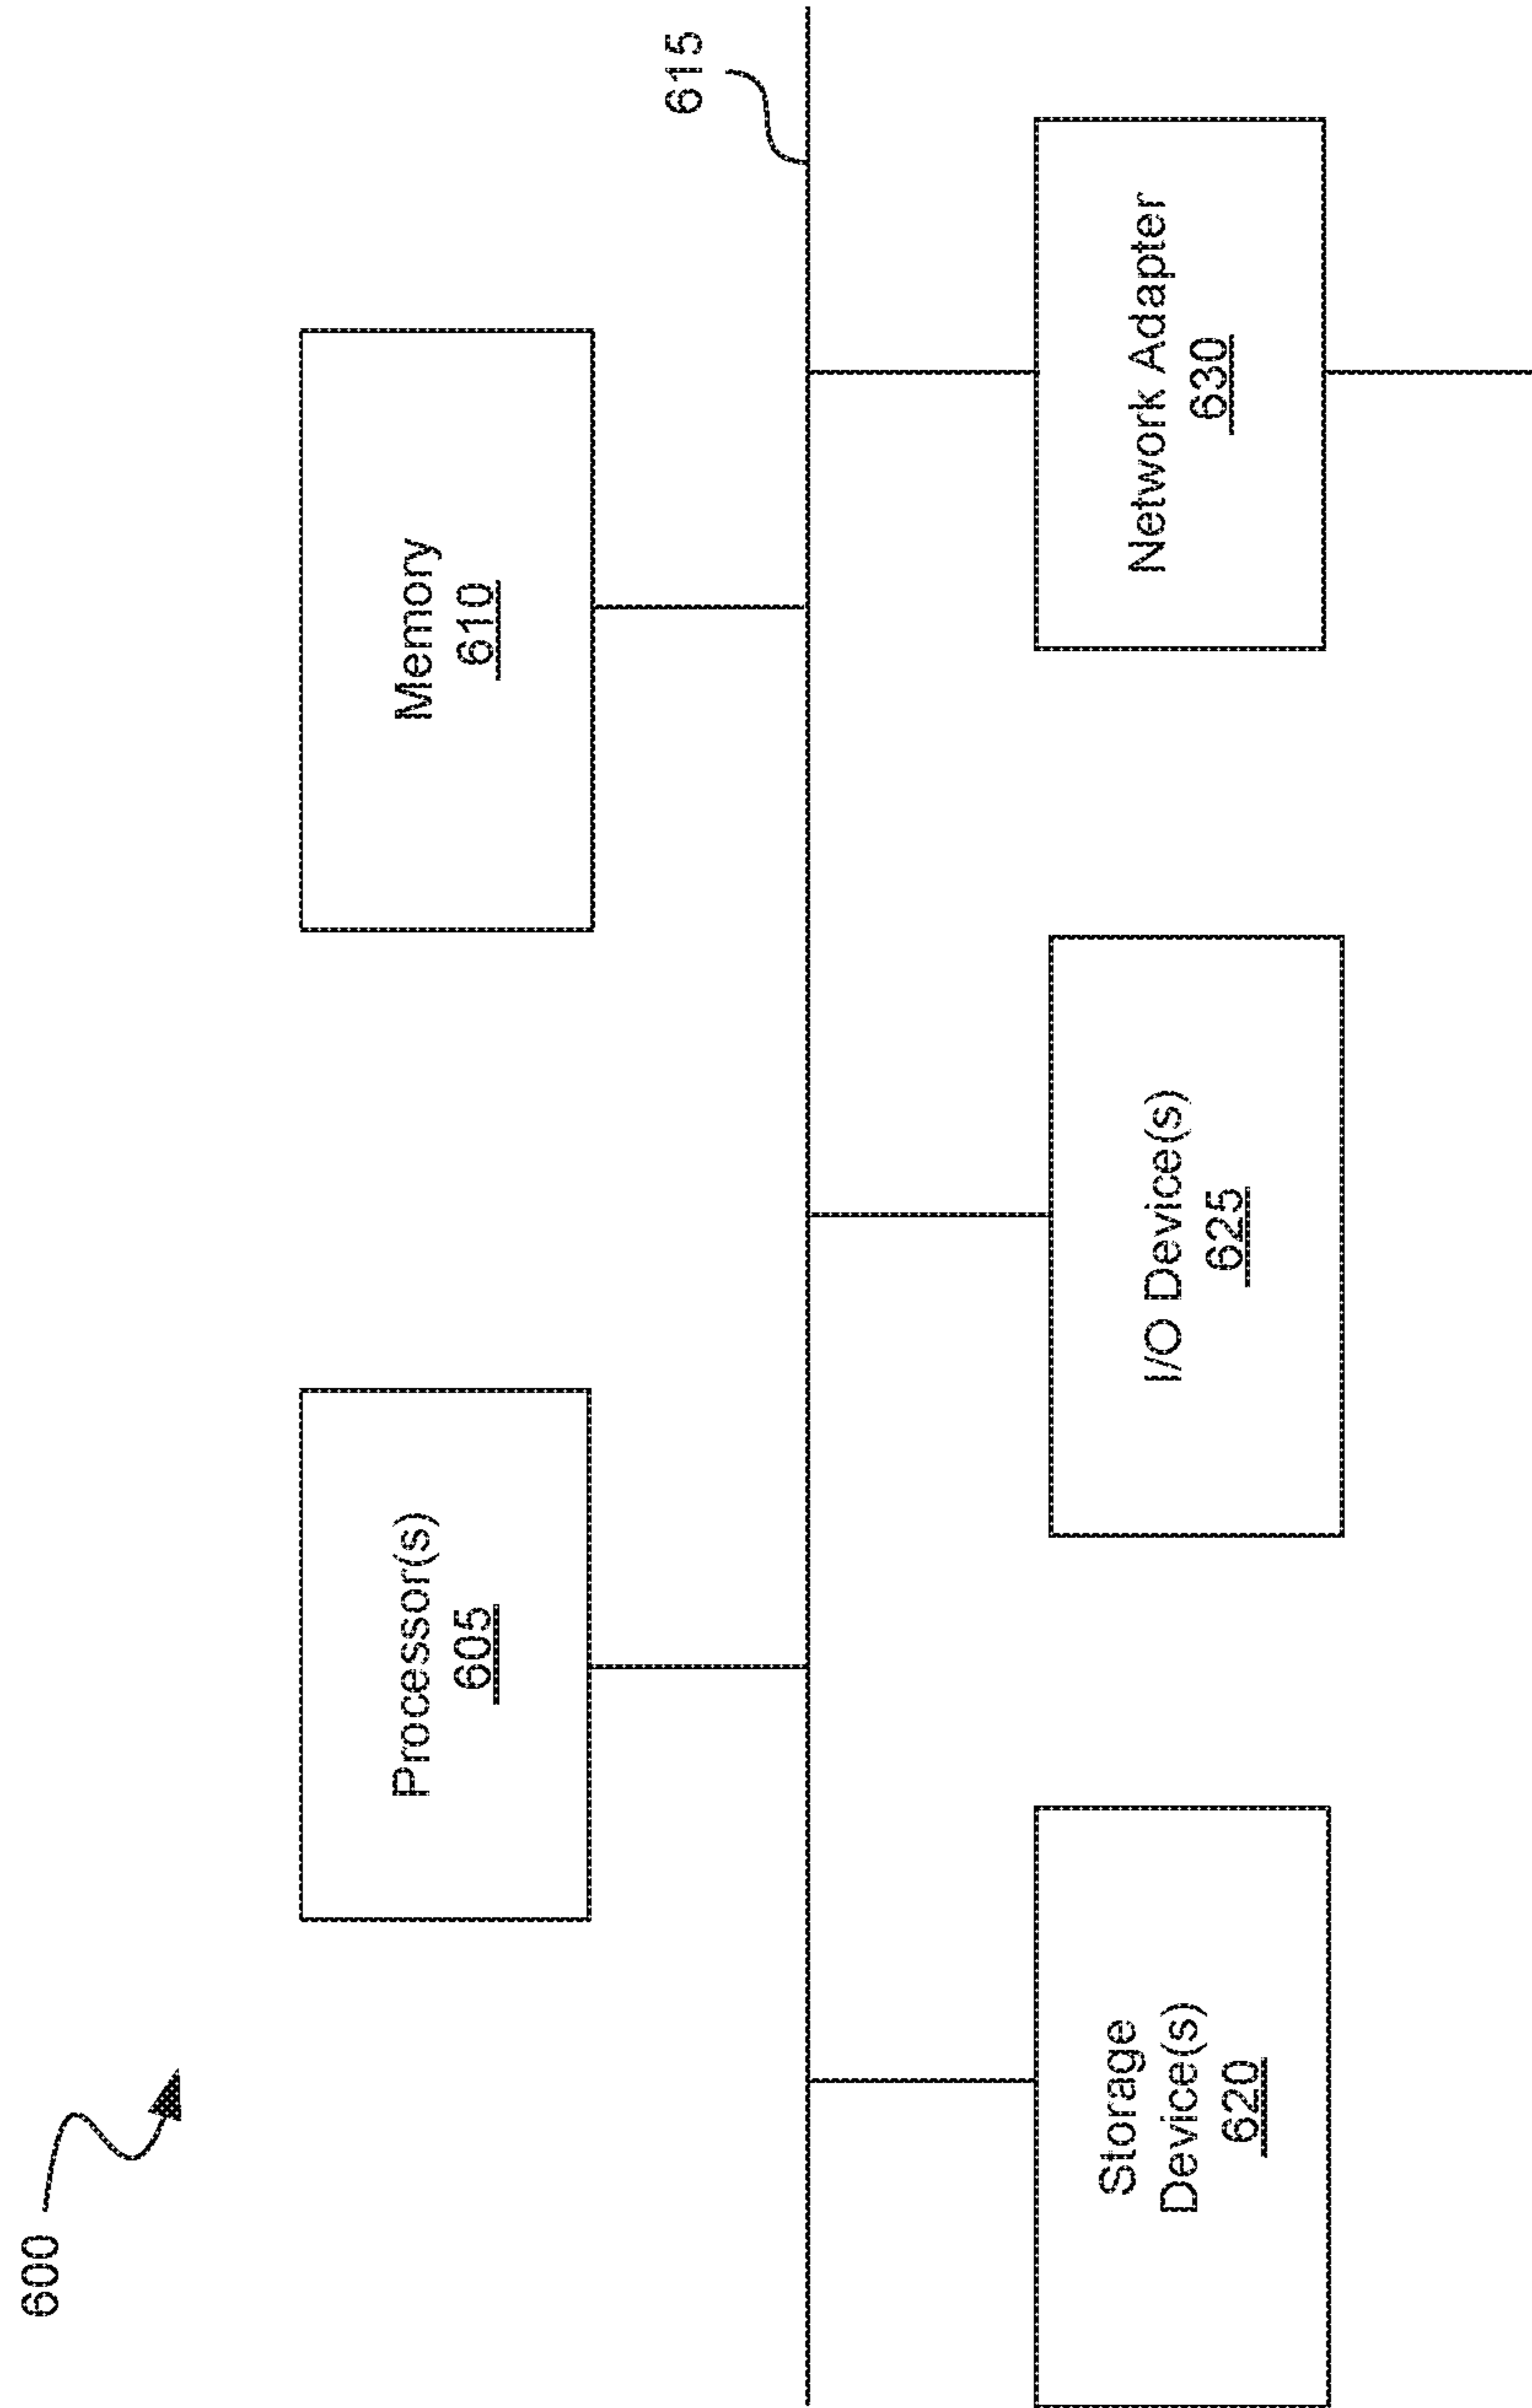 600
Processor(s)
605
Memory
610
615
Storage
Device(s)
620
I/O Device(s)
625
Network Adapter
630